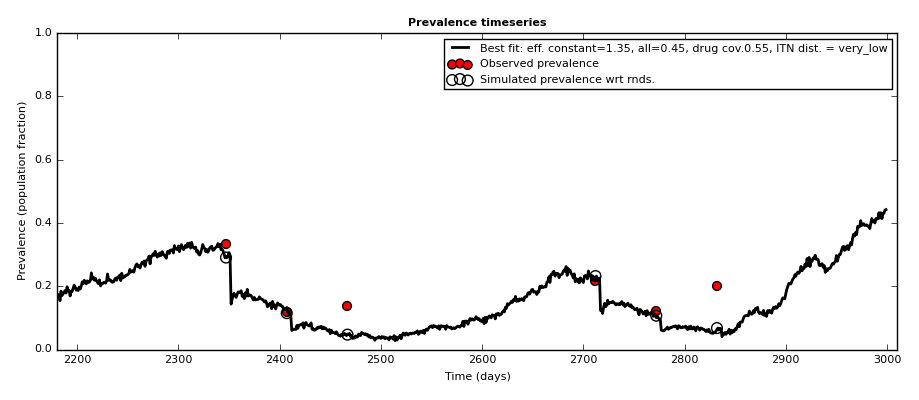 Prevalence timeseries
1.0
Best fit: eff. constant=1.35, all=0.45, drug cov.0.55, ITN dist. = very_low
Observed prevalence
Simulated prevalence wrt rnds.
0.8
0.6
0.4
0.2
0.0
Prevalence (population fraction)
2200 2300 2400 2500 2600 2700 2800 2900 3000
Time (days)